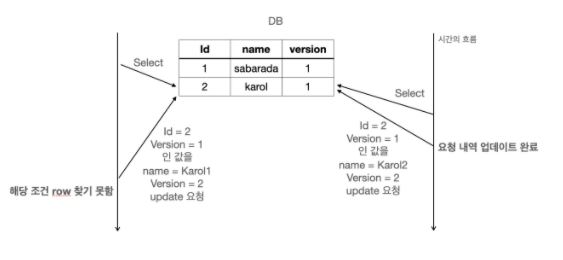 DB
시간의 흐름
Id name version
1 sabarada 1
2 karol 1
Select
Select
Id = 2
Version = 1
인 값을
name = Karol1
Version = 2
update 요청
해당 조건 row 찾기 못함
Id = 2
Version = 1
인 값을
name = Karol2
Version = 2
update 요청
요청 내역 업데이트 완료